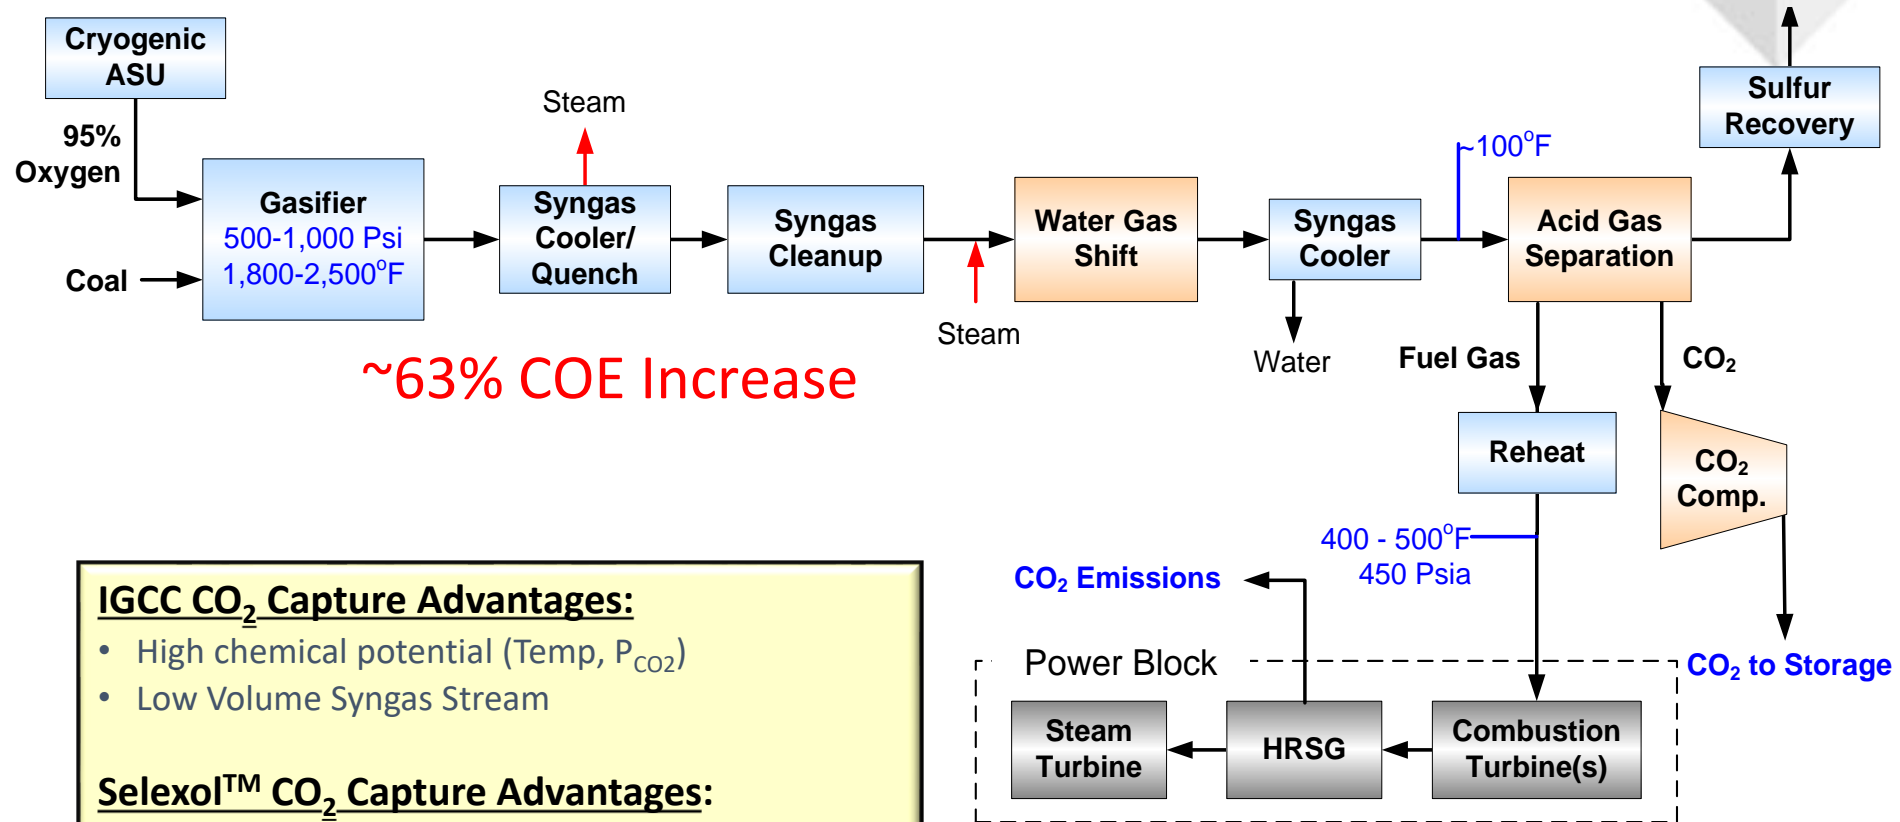 Cryogenic
ASU
95%
Oxygen
Coal
Gasifier
500-1,000 Psi
1,800-2,500°F
Steam
Syngas
Cooler/
Quench
Syngas
Cleanup
Steam
Water Gas
Shift
Syngas
Cooler
Water
~100°F
Acid Gas
Separation
Sulfur
Recovery
Fuel Gas
CO₂
Reheat
CO₂
Comp.
400 - 500°F
450 Psia
CO₂ Emissions
CO₂ to Storage
Power Block
Steam
Turbine
HRSG
Combustion
Turbine(s)
~63% COE Increase
IGCC CO₂ Capture Advantages:
• High chemical potential (Temp, P_CO2)
• Low Volume Syngas Stream
Selexol™ CO₂ Capture Advantages: